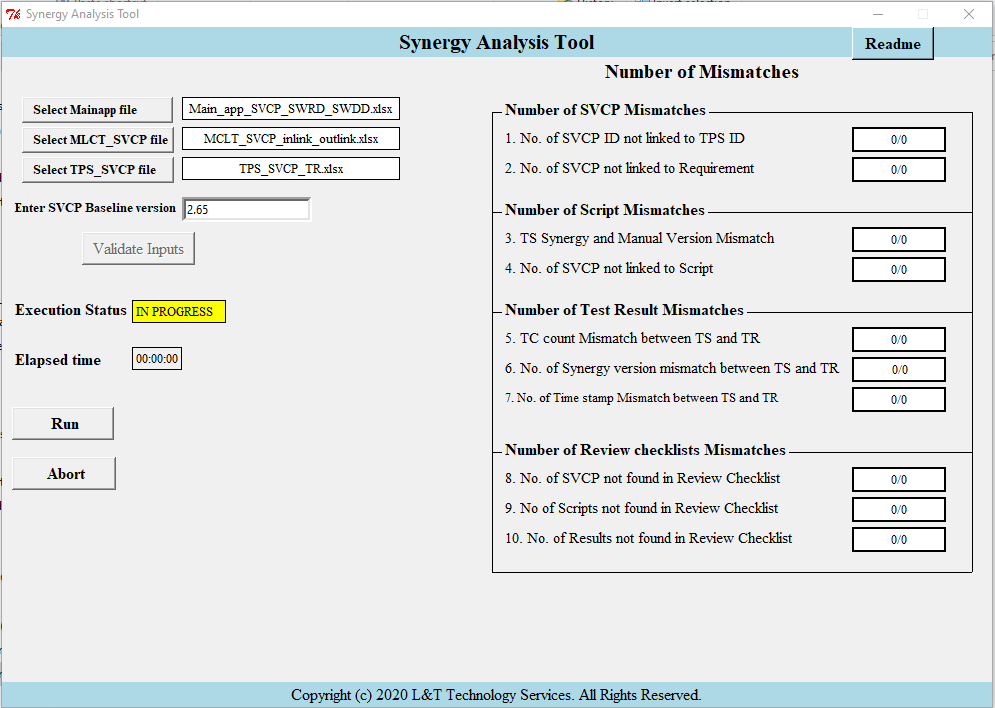 Synergy Analysis Tool
Synergy Analysis Tool
Readme
Number of Mismatches
Select Mainapp file
Main_app_SVCP_SWRD_SWDD.xlsx
Select MLCT_SVCP file
MCLT_SVCP_inlink_outlink.xlsx
Select TPS_SVCP file
TPS_SVCP_TR.xlsx
Enter SVCP Baseline version
2.65
Validate Inputs
Execution Status
IN PROGRESS
Elapsed time
00:00:00
Run
Abort
Number of SVCP Mismatches
1. No. of SVCP ID not linked to TPS ID
0/0
2. No. of SVCP not linked to Requirement
0/0
Number of Script Mismatches
3. TS Synergy and Manual Version Mismatch
0/0
4. No. of SVCP not linked to Script
0/0
Number of Test Result Mismatches
5. TC count Mismatch between TS and TR
0/0
6. No. of Synergy version mismatch between TS and TR
0/0
7. No. of Time stamp Mismatch between TS and TR
0/0
Number of Review checklists Mismatches
8. No. of SVCP not found in Review Checklist
0/0
9. No of Scripts not found in Review Checklist
0/0
10. No. of Results not found in Review Checklist
0/0
Copyright (c) 2020 L&T Technology Services. All Rights Reserved.